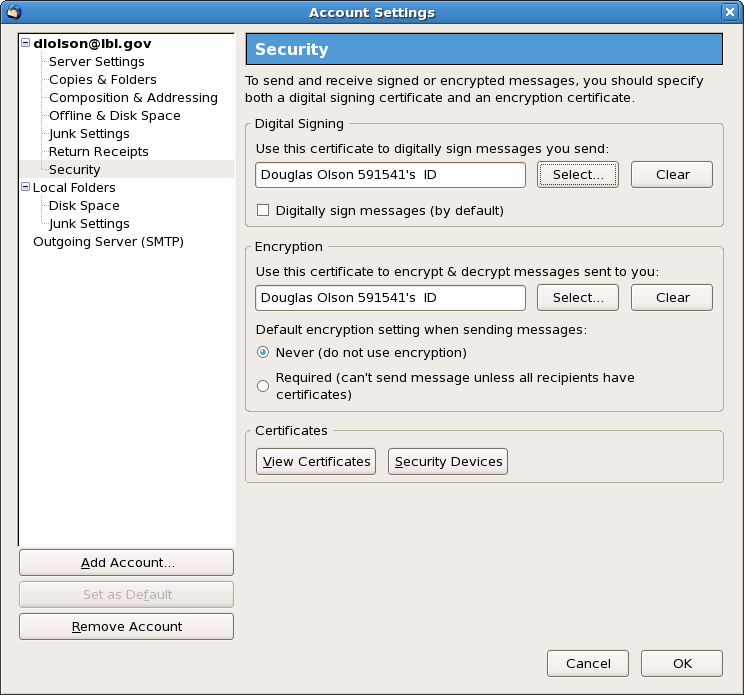 Account Settings
dlolson@lbl.gov
Server Settings
Copies & Folders
Composition & Addressing
Offline & Disk Space
Junk Settings
Return Receipts
Security
Local Folders
Disk Space
Junk Settings
Outgoing Server (SMTP)
Add Account...
Set as Default
Remove Account
Security
To send and receive signed or encrypted messages, you should specify
both a digital signing certificate and an encryption certificate.
Digital Signing
Use this certificate to digitally sign messages you send:
Douglas Olson 591541's  ID
Select...
Clear
Digitally sign messages (by default)
Encryption
Use this certificate to encrypt & decrypt messages sent to you:
Douglas Olson 591541's  ID
Select...
Clear
Default encryption setting when sending messages:
Never (do not use encryption)
Required (can't send message unless all recipients have
certificates)
Certificates
View Certificates
Security Devices
Cancel
OK